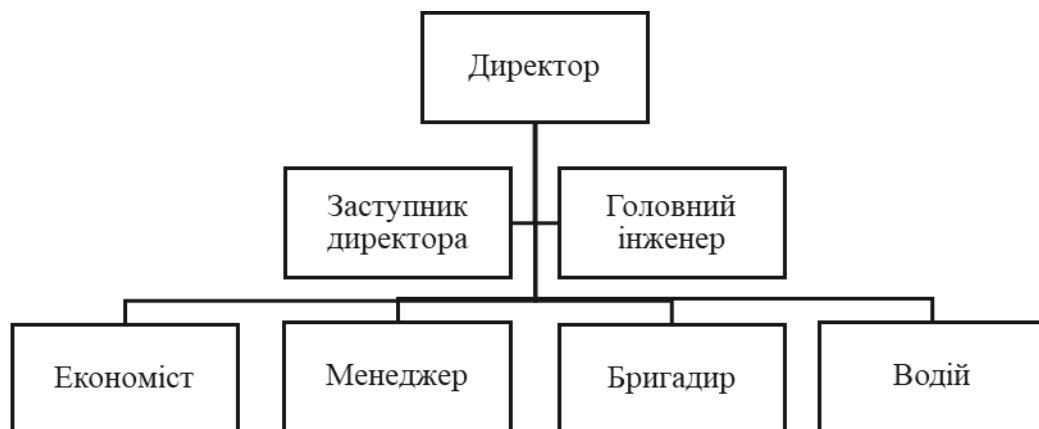 Директор
Заступник
директора
Головний
інженер
Економіст
Менеджер
Бригадир
Водій